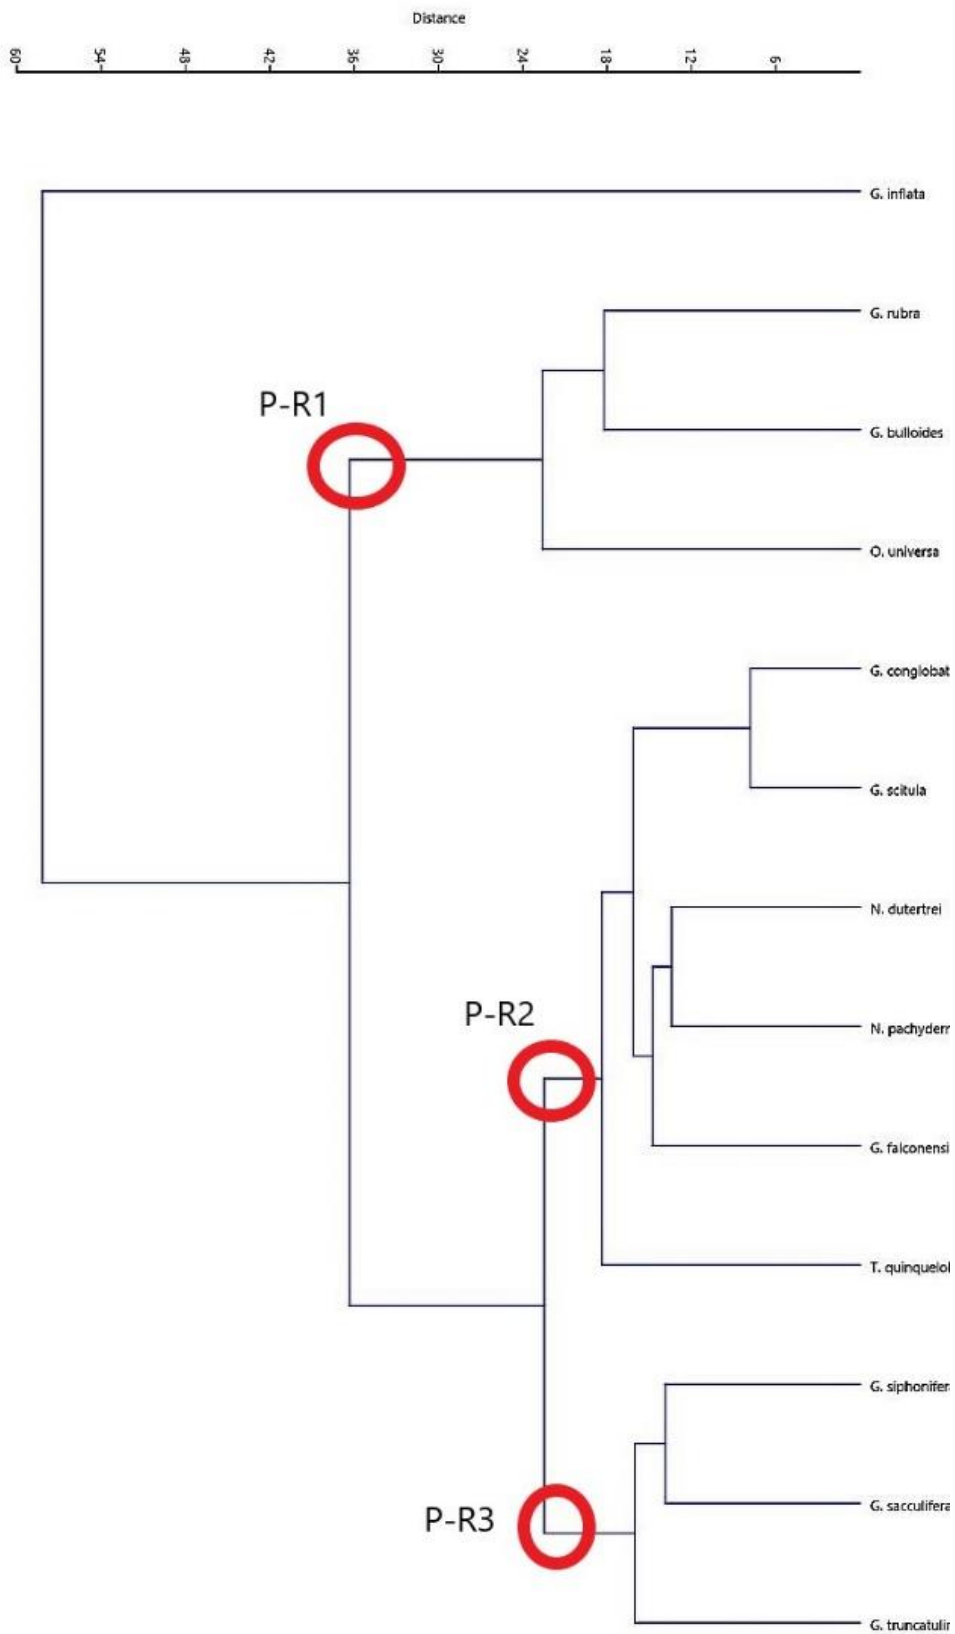 Distance
60 54 48 42 36 30 24 18 12 6
G. inflata
G. rubra
P-R1
G. bulloides
O. universa
G. conglobat
G. scitula
N. dutertrei
P-R2
N. pachyderr
G. falconensi
T. quinquelol
G. siphonifer
G. sacculifera
P-R3
G. truncatulir